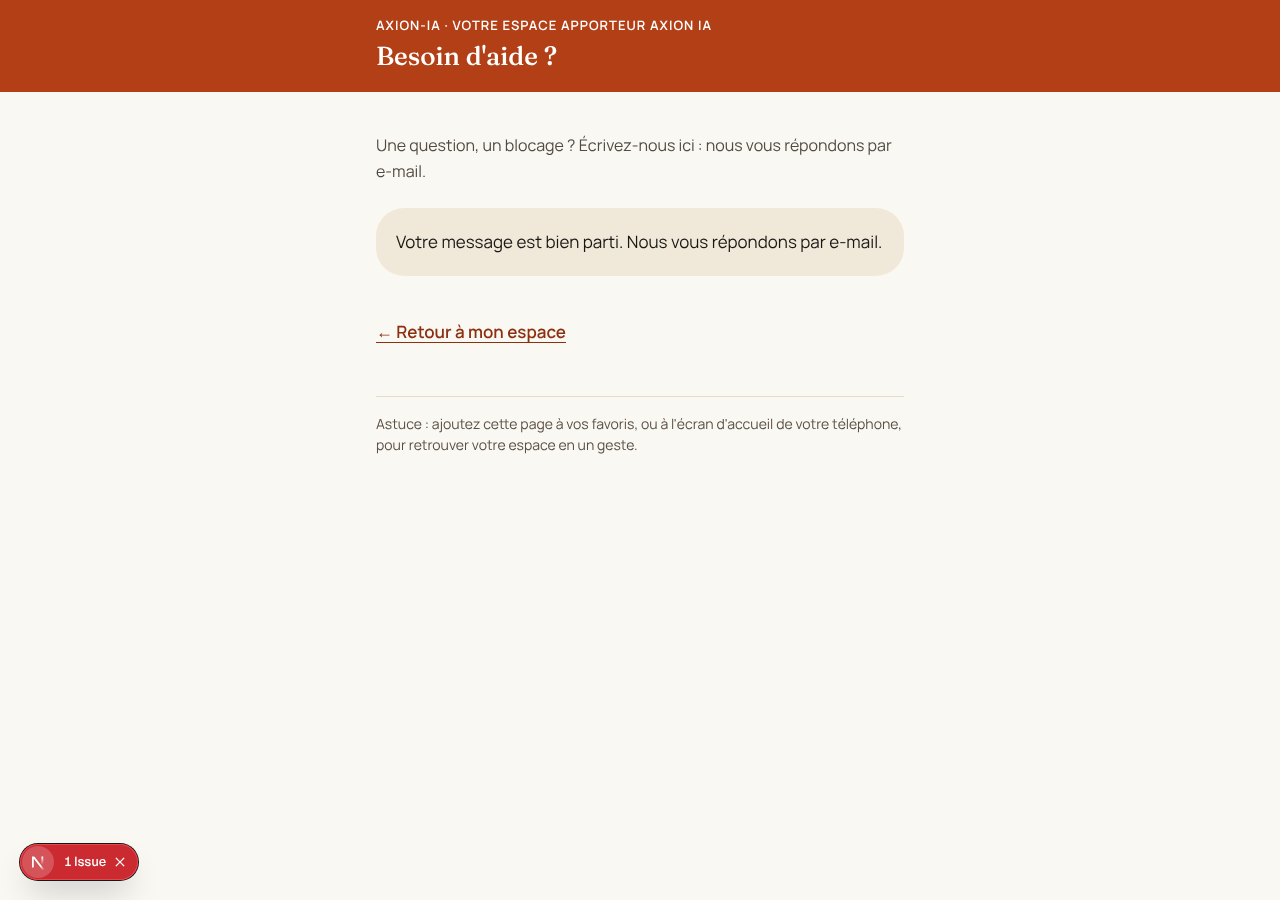 AXION-IA · VOTRE ESPACE APPORTEUR AXION IA
Besoin d'aide ?
Une question, un blocage ? Écrivez-nous ici : nous vous répondons par
e-mail.
Votre message est bien parti. Nous vous répondons par e-mail.
← Retour à mon espace
Astuce : ajoutez cette page à vos favoris, ou à l'écran d'accueil de votre téléphone,
pour retrouver votre espace en un geste.
N 1 Issue ×